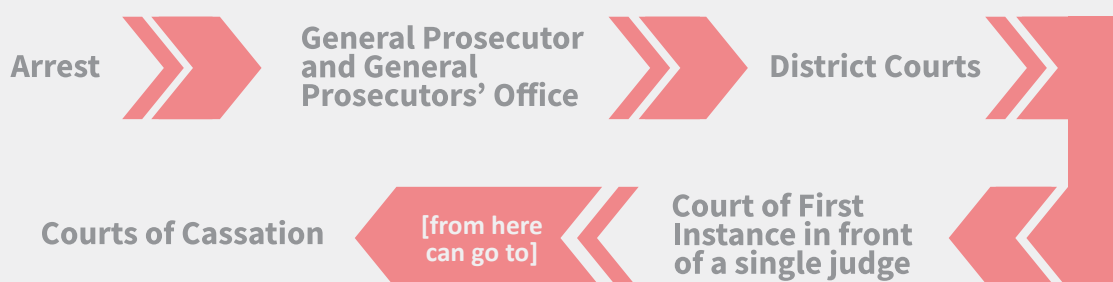 Arrest
General Prosecutor
and General
Prosecutors’ Office
District Courts
Court of First
Instance in front
of a single judge
[from here
can go to]
Courts of Cassation